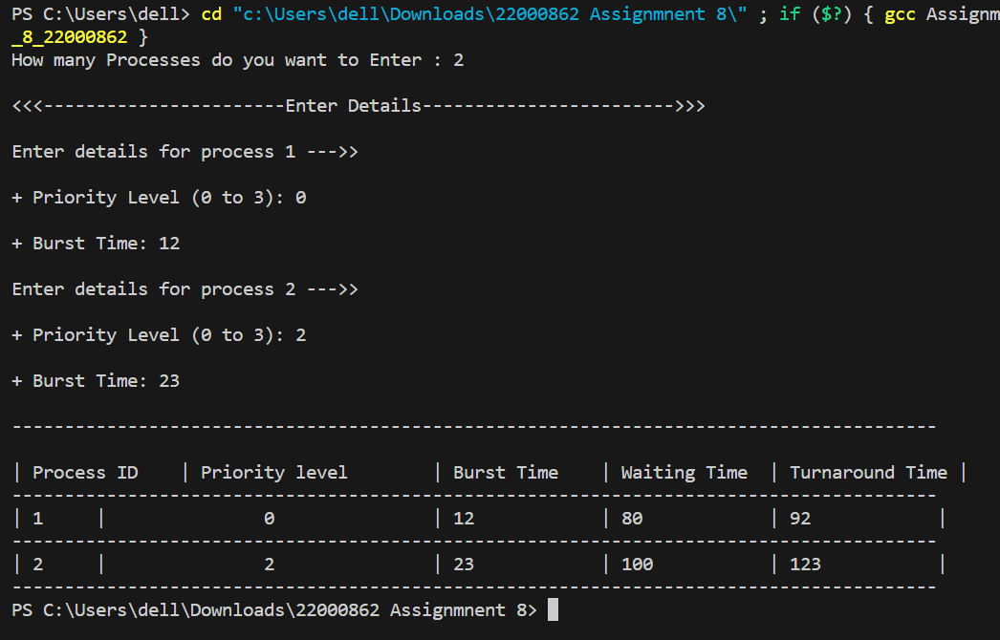 PS C:\Users\dell> cd "c:\Users\dell\Downloads\22000862 Assignmnent 8\" ; if ($?) { gcc Assignm
_8_22000862 }
How many Processes do you want to Enter : 2
<<<-----------------------Enter Details------------------------>>>
Enter details for process 1 --->>
+ Priority Level (0 to 3): 0
+ Burst Time: 12
Enter details for process 2 --->>
+ Priority Level (0 to 3): 2
+ Burst Time: 23
----------------------------------------------------------------------------------------
| Process ID    | Priority level        | Burst Time    | Waiting Time  | Turnaround Time |
----------------------------------------------------------------------------------------
| 1     |               0               | 12            | 80            | 92            |
----------------------------------------------------------------------------------------
| 2     |               2               | 23            | 100           | 123           |
----------------------------------------------------------------------------------------
PS C:\Users\dell\Downloads\22000862 Assignmnent 8>